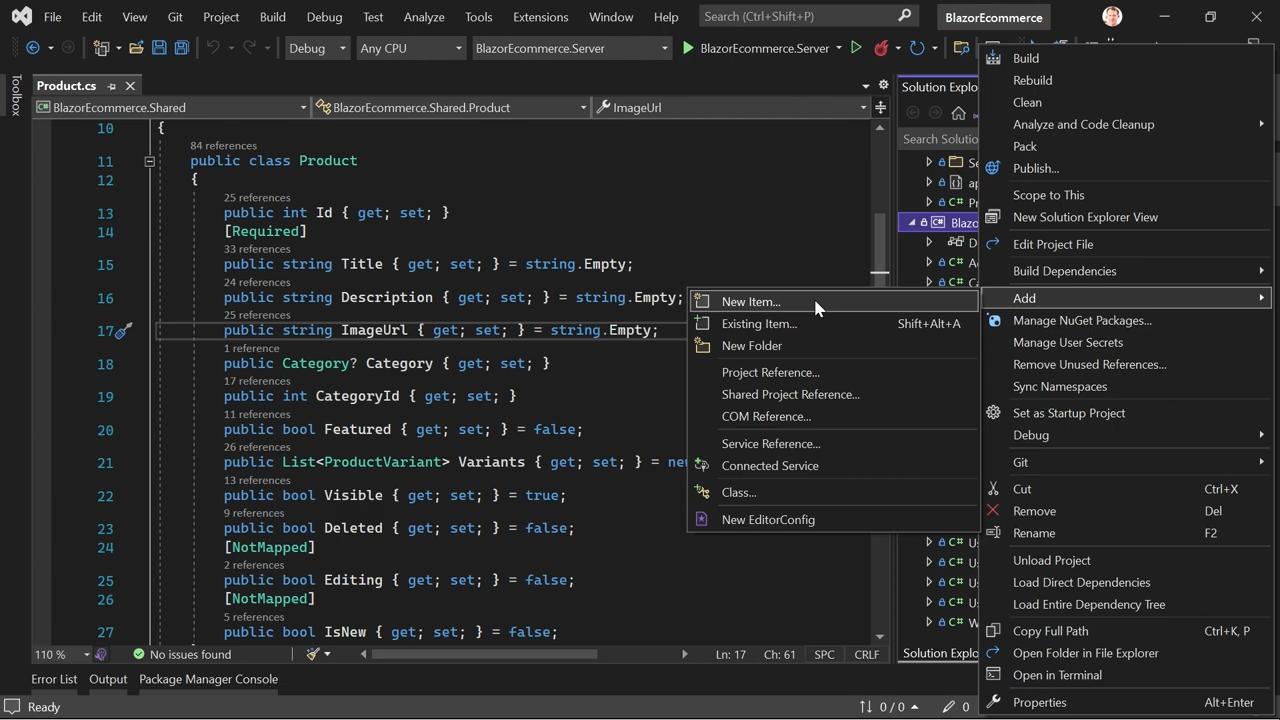 File Edit View Git Project Build Debug Test Analyze Tools Extensions Window Help Search (Ctrl+Shift+P) BlazorEcommerce
Debug Any CPU BlazorEcommerce.Server BlazorEcommerce.Server
Toolbox
Product.cs
BlazorEcommerce.Shared BlazorEcommerce.Shared.Product ImageUrl
10 {
84 references
11 public class Product
12 {
25 references
13 public int Id { get; set; }
14 [Required]
33 references
15 public string Title { get; set; } = string.Empty;
24 references
16 public string Description { get; set; } = string.Empty;
25 references
17 public string ImageUrl { get; set; } = string.Empty;
1 reference
18 public Category? Category { get; set; }
17 references
19 public int CategoryId { get; set; }
11 references
20 public bool Featured { get; set; } = false;
26 references
21 public List<ProductVariant> Variants { get; set; } = new
13 references
22 public bool Visible { get; set; } = true;
9 references
23 public bool Deleted { get; set; } = false;
24 [NotMapped]
2 references
25 public bool Editing { get; set; } = false;
26 [NotMapped]
5 references
27 public bool IsNew { get; set; } = false;
110 % No issues found Ln: 17 Ch: 61 SPC CRLF
Error List Output Package Manager Console
Ready 0 / 0 0
Solution Explo
Search Solutio
Se
ap
C# Pr
C# Blazo
D
C# A
C# Ca
C# U
C# U
C# Us
C# Us
C# W
Solution Explo
New Item...
Existing Item... Shift+Alt+A
New Folder
Project Reference...
Shared Project Reference...
COM Reference...
Service Reference...
Connected Service
Class...
New EditorConfig
Build
Rebuild
Clean
Analyze and Code Cleanup
Pack
Publish...
Scope to This
New Solution Explorer View
Edit Project File
Build Dependencies
Add
Manage NuGet Packages...
Manage User Secrets
Remove Unused References...
Sync Namespaces
Set as Startup Project
Debug
Git
Cut Ctrl+X
Remove Del
Rename F2
Unload Project
Load Direct Dependencies
Load Entire Dependency Tree
Copy Full Path Ctrl+K, P
Open Folder in File Explorer
Open in Terminal
Properties Alt+Enter